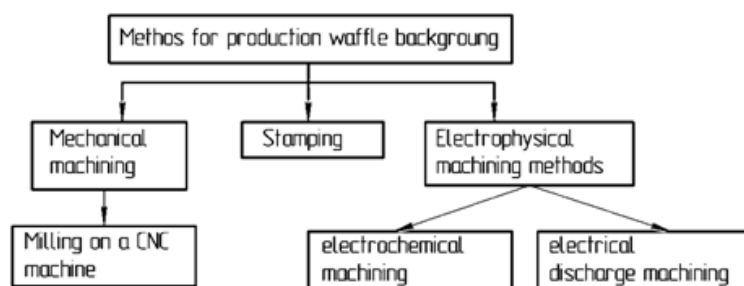 Methos for production waffle backgroung
Mechanical
machining
Stamping
Electrophysical
machining methods
Milling on a CNC
machine
electrochemical
machining
electrical
discharge machining